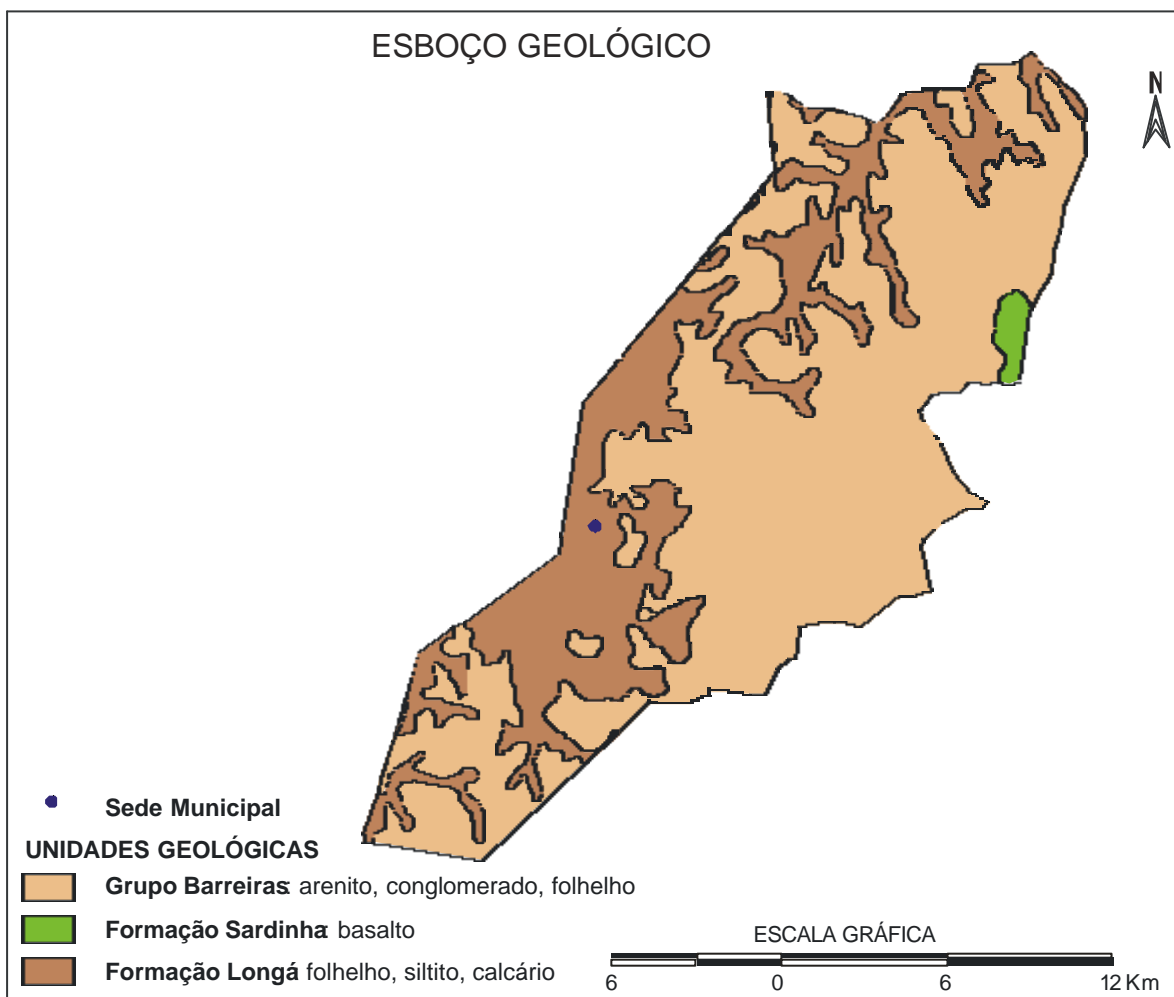 ESBOÇO GEOLÓGICO
N
Sede Municipal
UNIDADES GEOLÓGICAS
Grupo Barreiras: arenito, conglomerado, folhelho
Formação Sardinha: basalto
Formação Longá folhelho, siltito, calcário
ESCALA GRÁFICA
6 0 6 12 Km